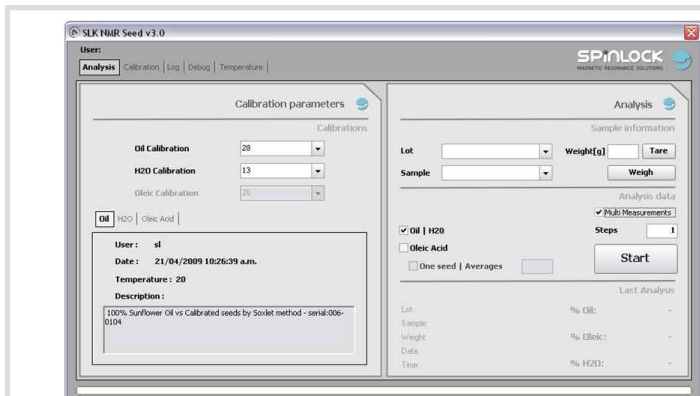 SLK NMR Seed v3.0
User:
Analysis Calibration Log Debug Temperature
SPINLOCK
MAGNETIC RESONANCE SOLUTIONS
Calibration parameters
Calibrations
Oil Calibration 28
H2O Calibration 13
Oleic Calibration 20
Oil H2O Oleic Acid
User : sl
Date : 21/04/2009 10:26:39 a.m.
Temperature : 20
Description :
100% Sunflower Oil vs Calibrated seeds by Soxlet method - serial:006-
0104
Analysis
Sample information
Lot Weight[g] Tare
Sample Weigh
Analysis data
Multi Measurements
Oil | H2O Steps 1
Oleic Acid
One seed | Averages
Start
Last Analysis
Lot: % Oil: -
Sample:
Weight: % Oleic: -
Data:
Time: % H2O: -